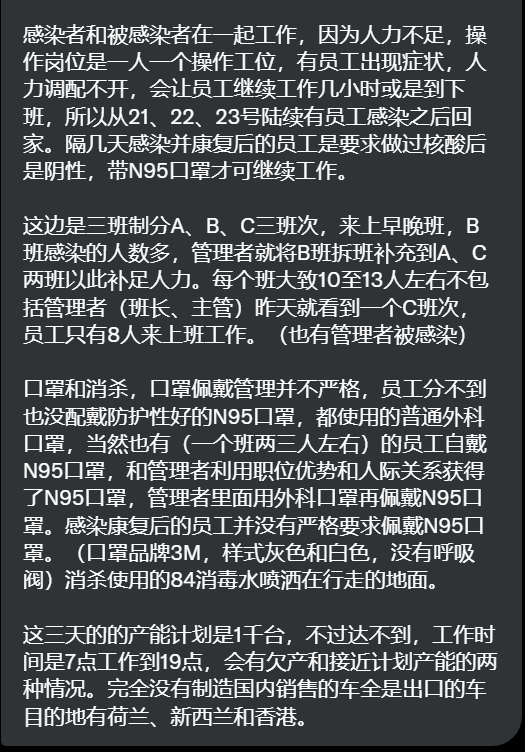 感染者和被感染者在一起工作，因为人力不足，操
作岗位是一人一个操作工位，有员工出现症状，人
力调配不开，会让员工继续工作几小时或是到下
班，所以从21、22、23号陆续有员工感染之后回
家。隔几天感染并康复后的员工是要求做过核酸后
是阴性，带N95口罩才可继续工作。
这边是三班制分A、B、C三班次，来上早晚班，B
班感染的人数多，管理者就将B班拆班补充到A、C
两班以此补足人力。每个班大致10至13人左右不包
括管理者（班长、主管）昨天就看到一个C班次，
员工只有8人来上班工作。（也有管理者被感染）
口罩和消杀，口罩佩戴管理并不严格，员工分不到
也没配戴防护性好的N95口罩，都使用的普通外科
口罩，当然也有（一个班两三人左右）的员工自戴
N95口罩，和管理者利用职位优势和人际关系获得
了N95口罩，管理者里面用外科口罩再佩戴N95口
罩。感染康复后的员工并没有严格要求佩戴N95口
罩。（口罩品牌3M，样式灰色和白色，没有呼吸
阀）消杀使用的84消毒水喷洒在行走的地面。
这三天的的产能计划是1千台，不过达不到，工作时
间是7点工作到19点，会有欠产和接近计划产能的两
种情况。完全没有制造国内销售的车全是出口的车
目的地有荷兰、新西兰和香港。